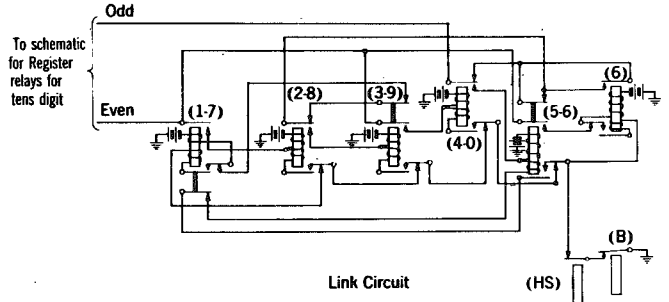 Odd
To schematic
for Register
relays for
tens digit
Even
(1-7)
(2-8)
(3-9)
(4-0)
(5-6)
(6)
(B)
(HS)
Link Circuit